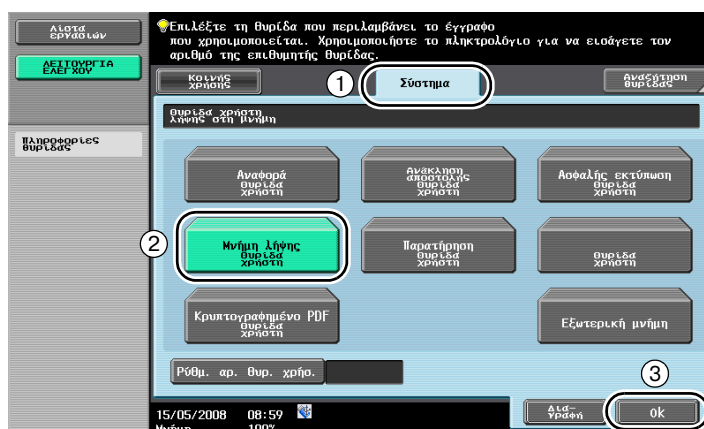 Λίστα
εργασιών
ΛΕΙΤΟΥΡΓΙΑ
ΕΛΕΓΧΟΥ
Πληροφορίες
θυρίδας
Επιλέξτε τη θυρίδα που περιλαμβάνει το έγγραφο
που χρησιμοποιείται. Χρησιμοποιήστε το πληκτρολόγιο για να εισάγετε τον
αριθμό της επιθυμητής θυρίδας.
Κοινής
χρήσης
1
Σύστημα
Αναζήτηση
θυρίδας
Θυρίδα χρήστη
λήψης στη μνήμη
Αναφορά
θυρίδα
χρήστη
Ανάκληση
αποστολής
θυρίδα
χρήστη
Ασφαλής εκτύπωση
θυρίδα
χρήστη
2
Μνήμη λήψης
θυρίδα
χρήστη
Παρατήρηση
θυρίδα
χρήστη
θυρίδα
χρήστη
Κρυπτογραφημένο PDF
θυρίδα
χρήστη
Εξωτερική μνήμη
Ρύθμ. αρ. θυρ. χρήσ.
3
15/05/2008 08:59
Μνήμη 100%
Δια-
γραφή
Ok